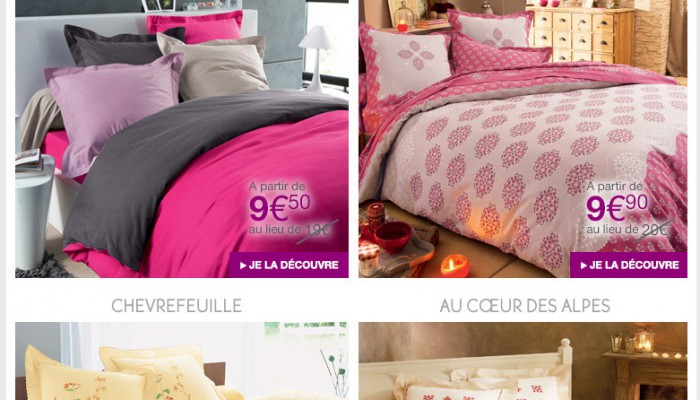 A partir de
9€50
au lieu de 19€
JE LA DÉCOUVRE
A partir de
9€90
au lieu de 20€
JE LA DÉCOUVRE
CHEVREFEUILLE
AU CŒUR DES ALPES